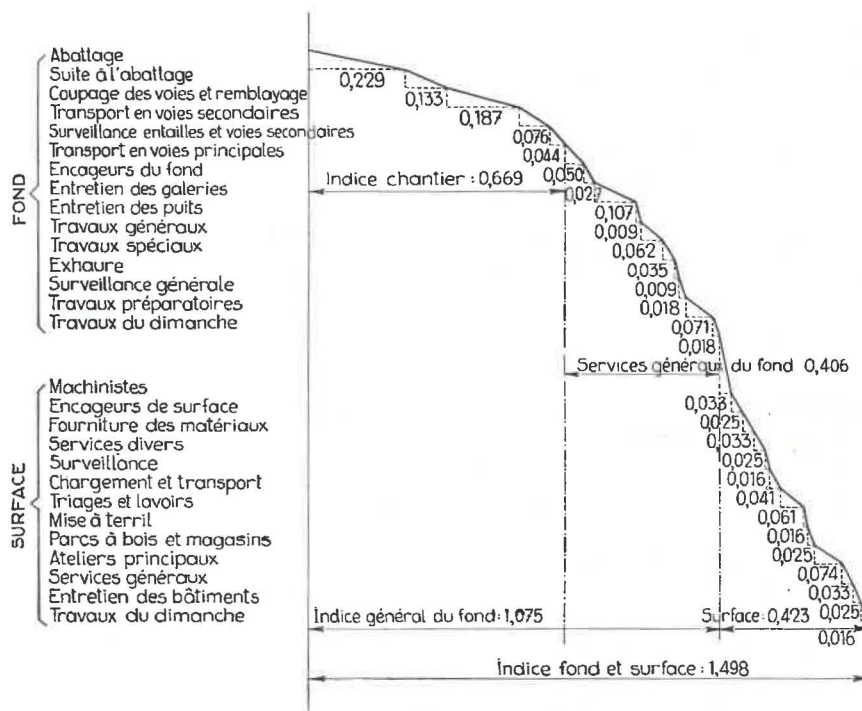 FOND
Abattage
Suite à l'abattage
Coupage des voies et remblayage
Transport en voies secondaires
Surveillance entailles et voies secondaires
Transport en voies principales
Encageurs du fond
Entretien des galeries
Entretien des puits
Travaux généraux
Travaux spéciaux
Exhaure
Surveillance générale
Travaux préparatoires
Travaux du dimanche
0,229
0,133
0,187
0,076
0,044
0,050
Indice chantier : 0,669
0,107
0,009
0,062
0,035
0,009
0,018
0,071
0,018
Services généraux du fond 0,406
SURFACE
Machinistes
Encageurs de surface
Fourniture des matériaux
Services divers
Surveillance
Chargement et transport
Triages et lavoirs
Mise à terril
Parcs à bois et magasins
Ateliers principaux
Services généraux
Entretien des bâtiments
Travaux du dimanche
0,033
0,025
0,033
0,025
0,016
0,041
0,061
0,016
0,025
0,074
0,033
0,025
0,016
Indice général du fond : 1,075
Surface : 0,423
Indice fond et surface : 1,498